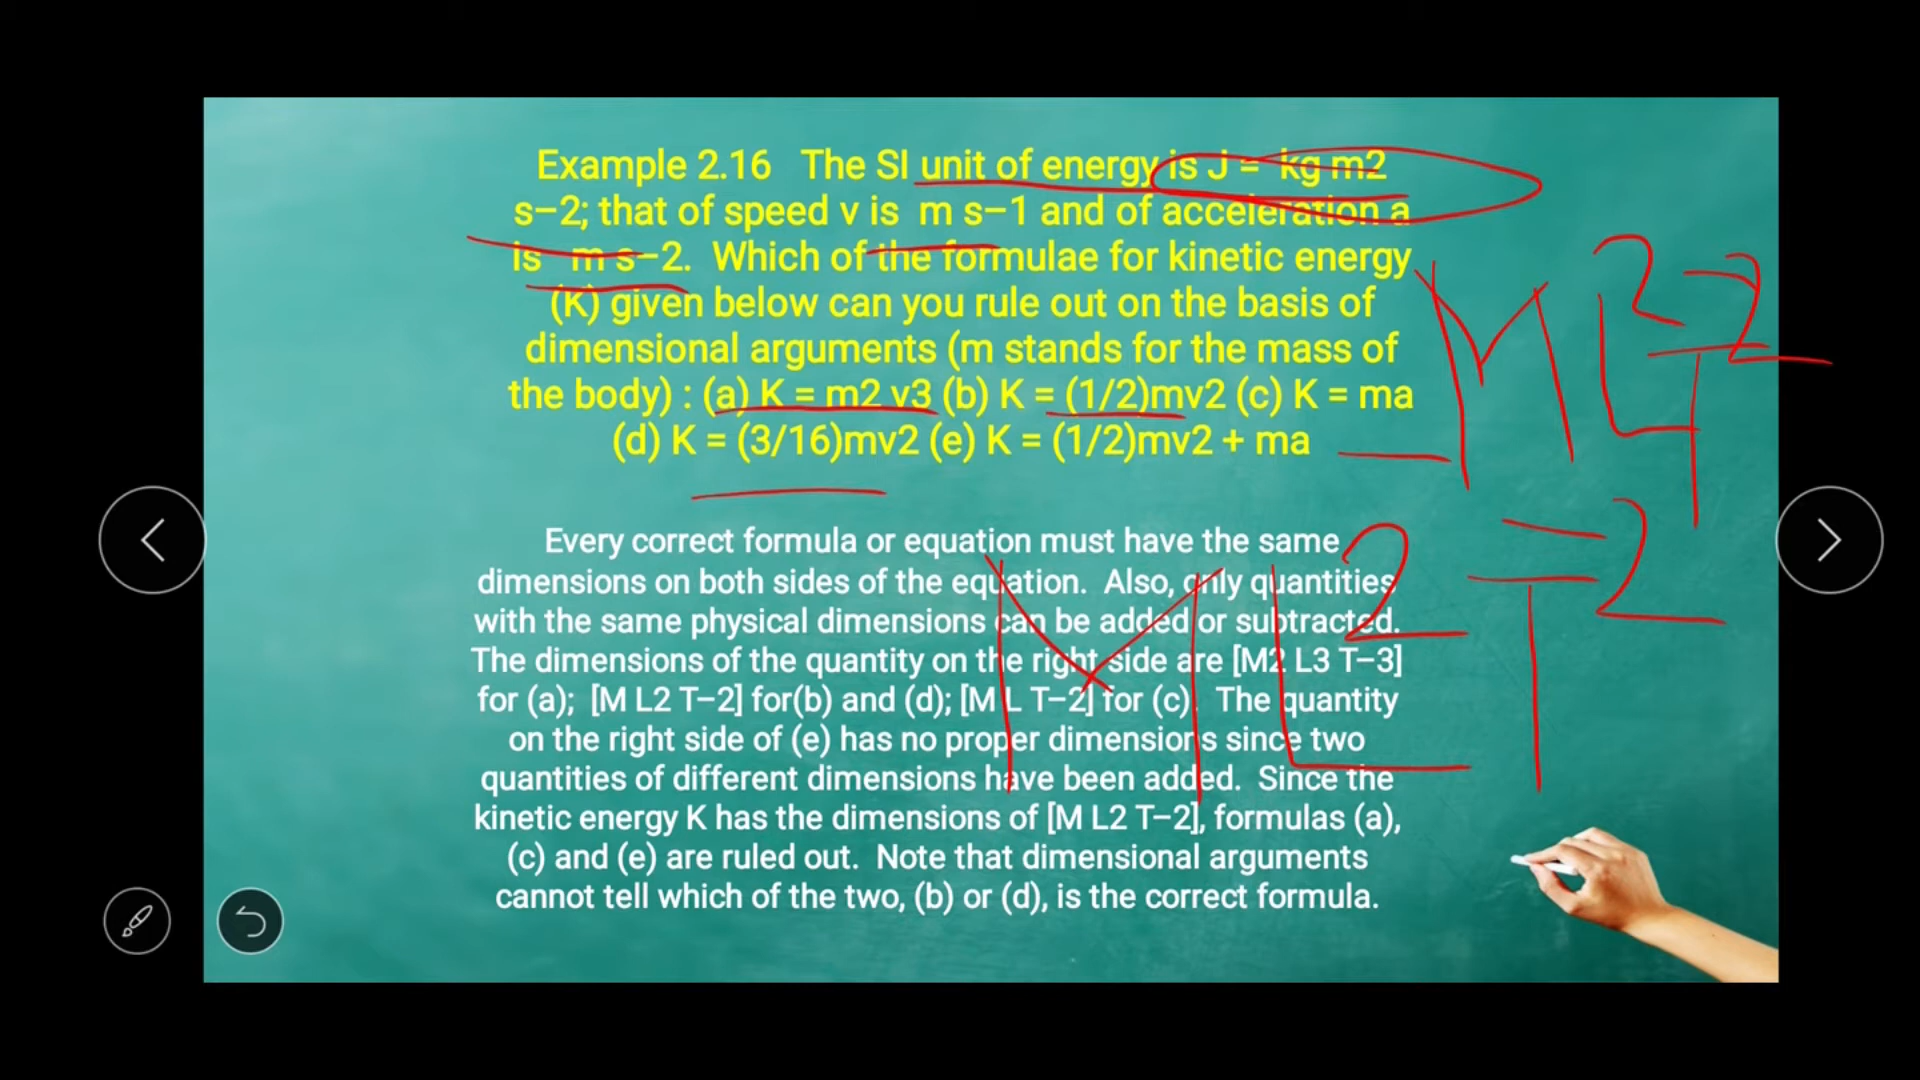 Example 2.16 The SI unit of energy is J = kg m2
s–2; that of speed v is m s–1 and of acceleration a
is m s–2. Which of the formulae for kinetic energy
(K) given below can you rule out on the basis of
dimensional arguments (m stands for the mass of
the body) : (a) K = m2 v3 (b) K = (1/2)mv2 (c) K = ma
(d) K = (3/16)mv2 (e) K = (1/2)mv2 + ma
M L2 T-2
Every correct formula or equation must have the same
dimensions on both sides of the equation. Also, only quantities
with the same physical dimensions can be added or subtracted.
The dimensions of the quantity on the right side are [M2 L3 T–3]
for (a); [M L2 T–2] for(b) and (d); [M L T–2] for (c). The quantity
on the right side of (e) has no proper dimensions since two
quantities of different dimensions have been added. Since the
kinetic energy K has the dimensions of [M L2 T–2], formulas (a),
(c) and (e) are ruled out. Note that dimensional arguments
cannot tell which of the two, (b) or (d), is the correct formula.
M L2 T-2